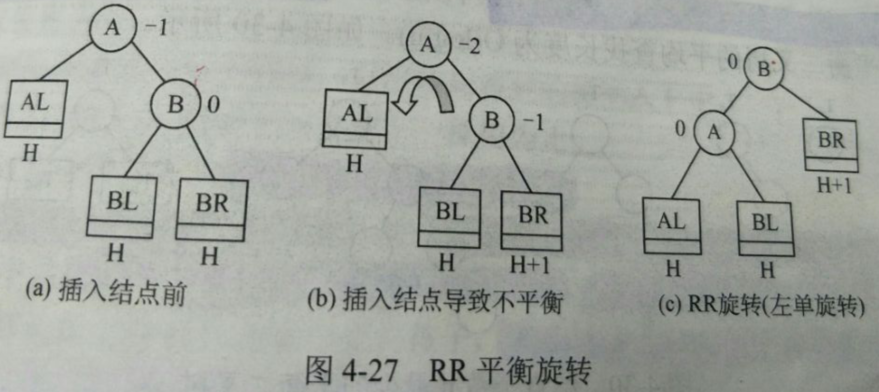 A -1
AL
H
B 0
BL
H
BR
H
(a) 插入结点前
A -2
AL
H
B -1
BL
H
BR
H+1
(b) 插入结点导致不平衡
0 B
0 A
BR
H+1
AL
H
BL
H
(c) RR旋转(左单旋转)
图 4-27 RR 平衡旋转